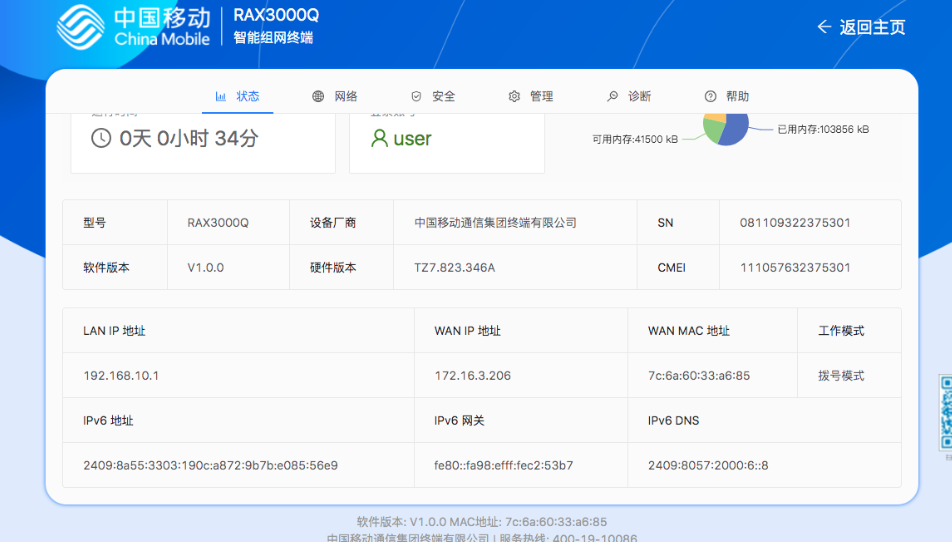 中国移动
China Mobile
RAX3000Q
智能组网终端
返回主页
状态
网络
安全
管理
诊断
帮助
0天 0小时 34分
user
可用内存:41500 kB
已用内存:103856 kB
型号 RAX3000Q 设备厂商 中国移动通信集团终端有限公司 SN 081109322375301
软件版本 V1.0.0 硬件版本 TZ7.823.346A CMEI 111057632375301
LAN IP 地址 WAN IP 地址 WAN MAC 地址 工作模式
192.168.10.1 172.16.3.206 7c:6a:60:33:a6:85 拨号模式
IPv6 地址 IPv6 网关 IPv6 DNS
2409:8a55:3303:190c:a872:9b7b:e085:56e9 fe80::fa98:efff:fec2:53b7 2409:8057:2000:6::8
软件版本: V1.0.0 MAC地址: 7c:6a:60:33:a6:85
中国移动通信集团终端有限公司 | 服务热线: 400-19-10086